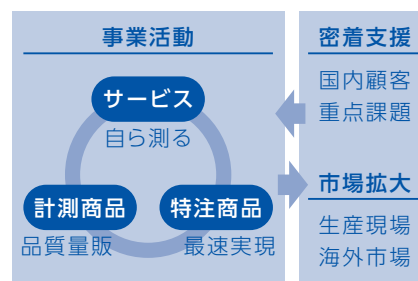 事業活動
サービス
自ら測る
計測商品
品質量販
特注商品
最速実現
密着支援
国内顧客
重点課題
市場拡大
生産現場
海外市場